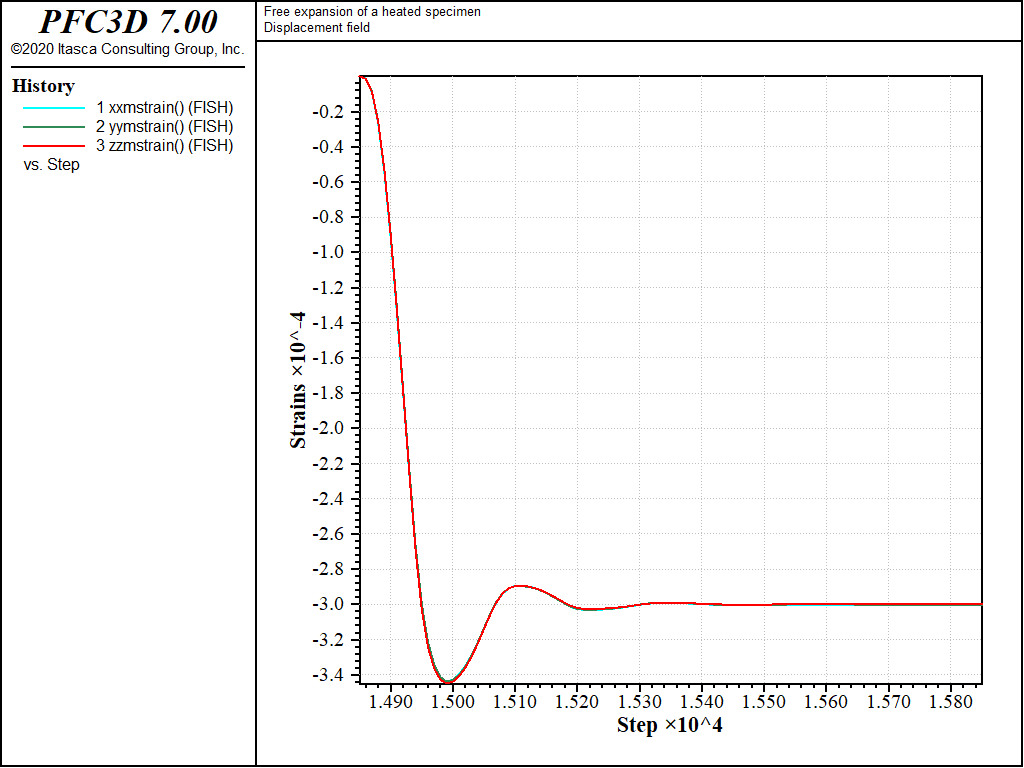 PFC3D 7.00
©2020 Itasca Consulting Group, Inc.
History
1 xxmstrain() (FISH)
2 yymstrain() (FISH)
3 zzmstrain() (FISH)
vs. Step
Free expansion of a heated specimen
Displacement field
Strains ×10^-4
-0.2
-0.4
-0.6
-0.8
-1.0
-1.2
-1.4
-1.6
-1.8
-2.0
-2.2
-2.4
-2.6
-2.8
-3.0
-3.2
-3.4
1.490 1.500 1.510 1.520 1.530 1.540 1.550 1.560 1.570 1.580
Step ×10^4